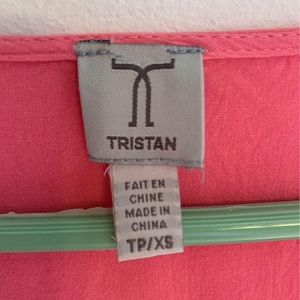 TRISTAN
FAIT EN
CHINE
MADE IN
CHINA
TP/XS